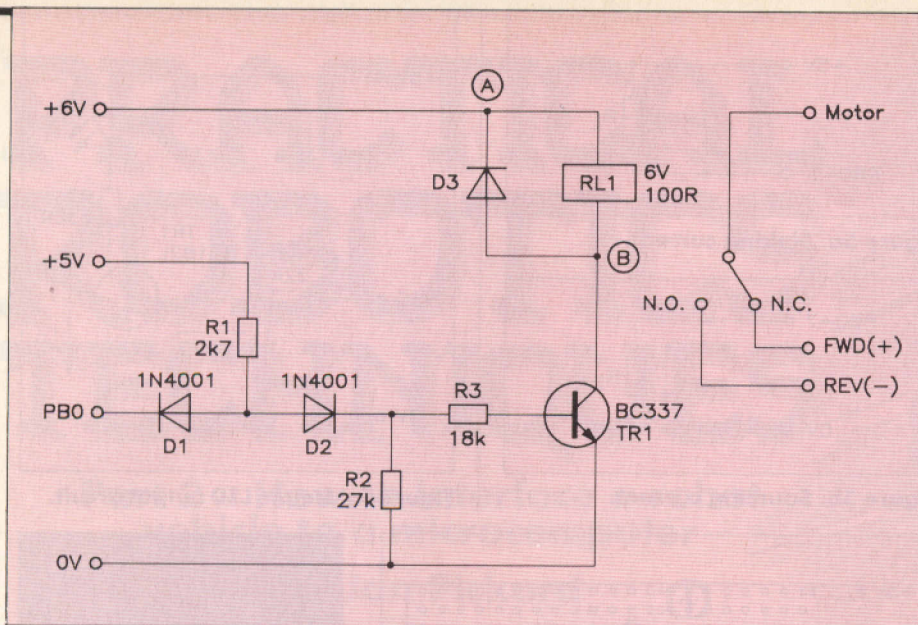 A
+6V
Motor
D3
RL1
6V
100R
B
+5V
N.O.
N.C.
R1
2k7
FWD(+)
REV(-)
1N4001
1N4001
R3
PB0
BC337
TR1
D1
D2
18k
R2
27k
0V